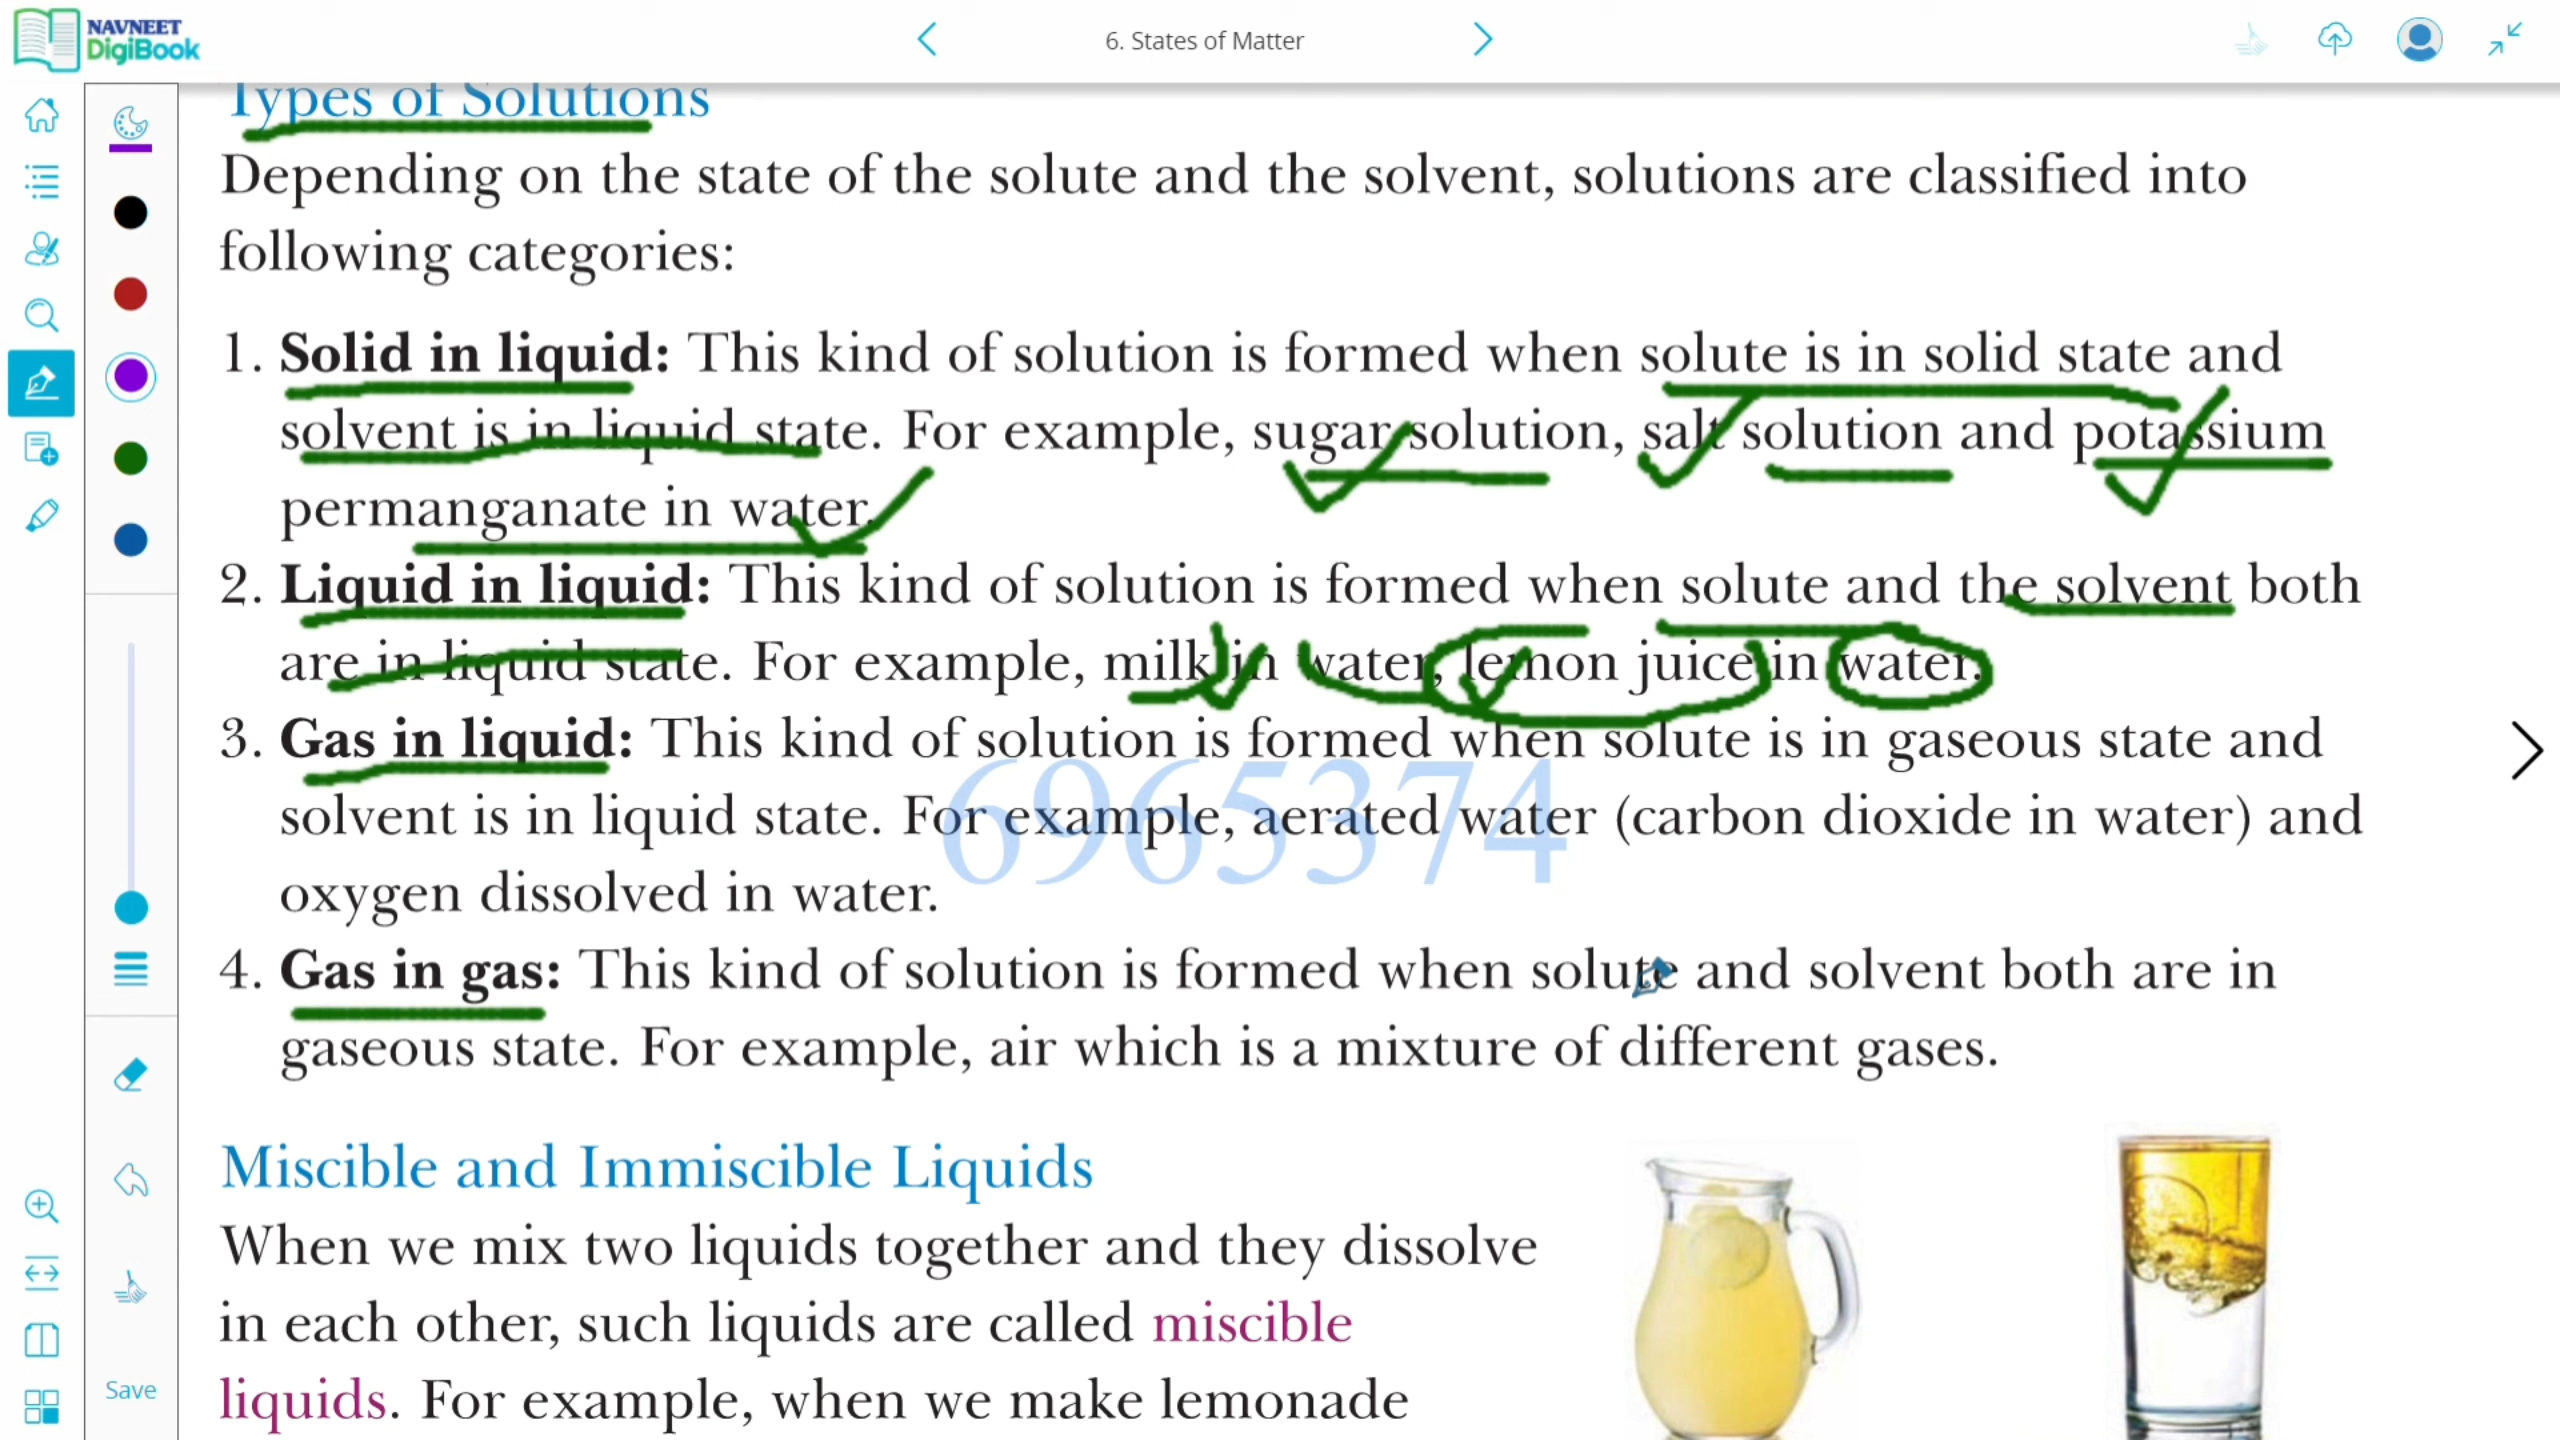 NAVNEET
DigiBook
6. States of Matter
Types of Solutions
Depending on the state of the solute and the solvent, solutions are classified into
following categories:
1. Solid in liquid: This kind of solution is formed when solute is in solid state and
solvent is in liquid state. For example, sugar solution, salt solution and potassium
permanganate in water.
2. Liquid in liquid: This kind of solution is formed when solute and the solvent both
are in liquid state. For example, milk in water, lemon juice in water.
3. Gas in liquid: This kind of solution is formed when solute is in gaseous state and
solvent is in liquid state. For example, aerated water (carbon dioxide in water) and
6965374
oxygen dissolved in water.
4. Gas in gas: This kind of solution is formed when solute and solvent both are in
gaseous state. For example, air which is a mixture of different gases.
Miscible and Immiscible Liquids
When we mix two liquids together and they dissolve
in each other, such liquids are called miscible
liquids. For example, when we make lemonade
Save